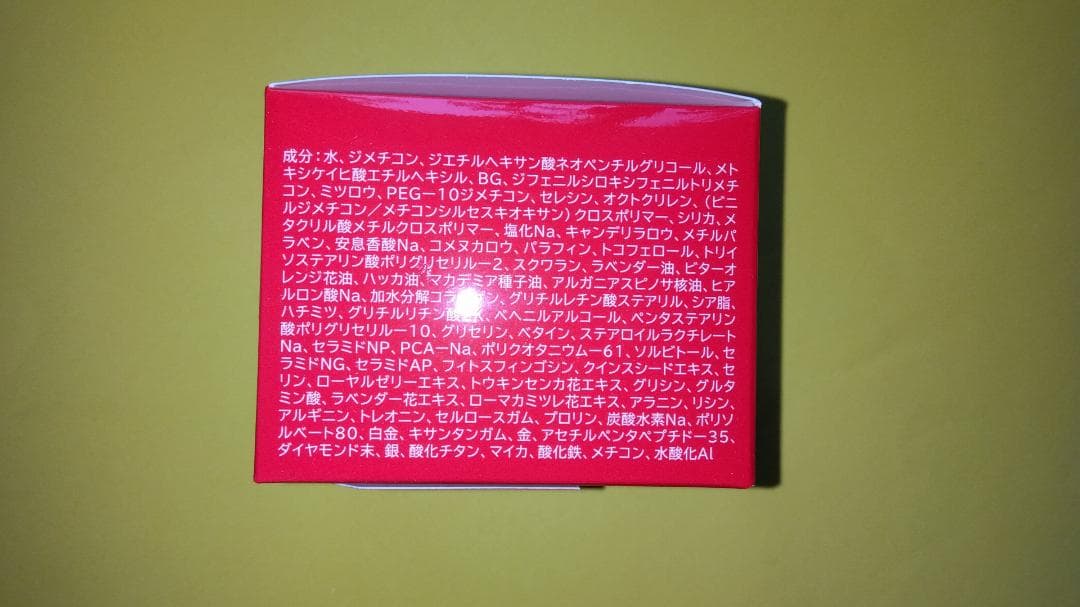 成分：水、ジメチコン、ジエチルヘキサン酸ネオペンチルグリコール、メト
キシケイヒ酸エチルヘキシル、BG、ジフェニルシロキシフェニルトリメチ
コン、ミツロウ、PEG－10ジメチコン、セレシン、オクトクリレン、（ビニ
ルジメチコン／メチコンシルセスキオキサン）クロスポリマー、シリカ、メ
タクリル酸メチルクロスポリマー、塩化Na、キャンデリラロウ、メチルパ
ラベン、安息香酸Na、コメヌカロウ、パラフィン、トコフェロール、トリイ
ソステアリン酸ポリグリセリルー2、スクワラン、ラベンダー油、ビターオ
レンジ花油、ハッカ油、マカデミア種子油、アルガニアスピノサ核油、ヒア
ルロン酸Na、加水分解コラーゲン、グリチルレチン酸ステアリル、シア脂、
ハチミツ、グリチルリチン酸2K、ベヘニルアルコール、ペンタステアリン
酸ポリグリセリルー10、グリセリン、ベタイン、ステアロイルラクチレート
Na、セラミドNP、PCAーNa、ポリクオタニウムー61、ソルビトール、セ
ラミドNG、セラミドAP、フィトスフィンゴシン、クインスシードエキス、セ
リン、ローヤルゼリーエキス、トウキンセンカ花エキス、グリシン、グルタ
ミン酸、ラベンダー花エキス、ローマカミツレ花エキス、アラニン、リシン、
アルギニン、トレオニン、セルロースガム、プロリン、炭酸水素Na、ポリソ
ルベート80、白金、キサンタンガム、金、アセチルペンタペプチドー35、
ダイヤモンド末、銀、酸化チタン、マイカ、酸化鉄、メチコン、水酸化Al